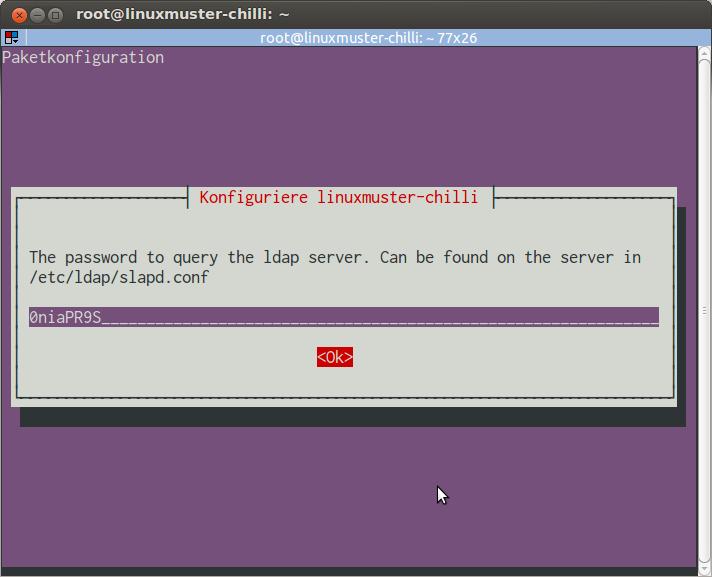 root@linuxmuster-chilli: ~
root@linuxmuster-chilli: ~ 77x26
Paketkonfiguration
Konfiguriere linuxmuster-chilli
The password to query the ldap server. Can be found on the server in
/etc/ldap/slapd.conf
0niaPR9S______________________________________________________________
<Ok>